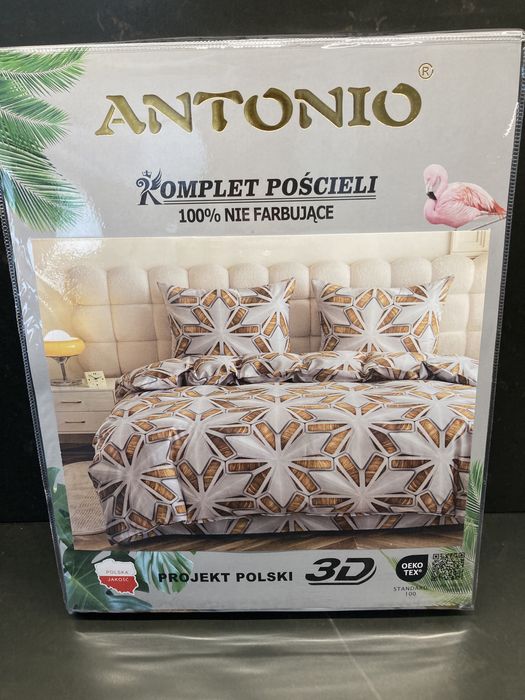 ANTONIO®
KOMPLET POŚCIELI
100% NIE FARBUJĄCE
POLSKA
JAKOŚĆ
PROJEKT POLSKI 3D
OEKO
TEX®
STANDARD
100